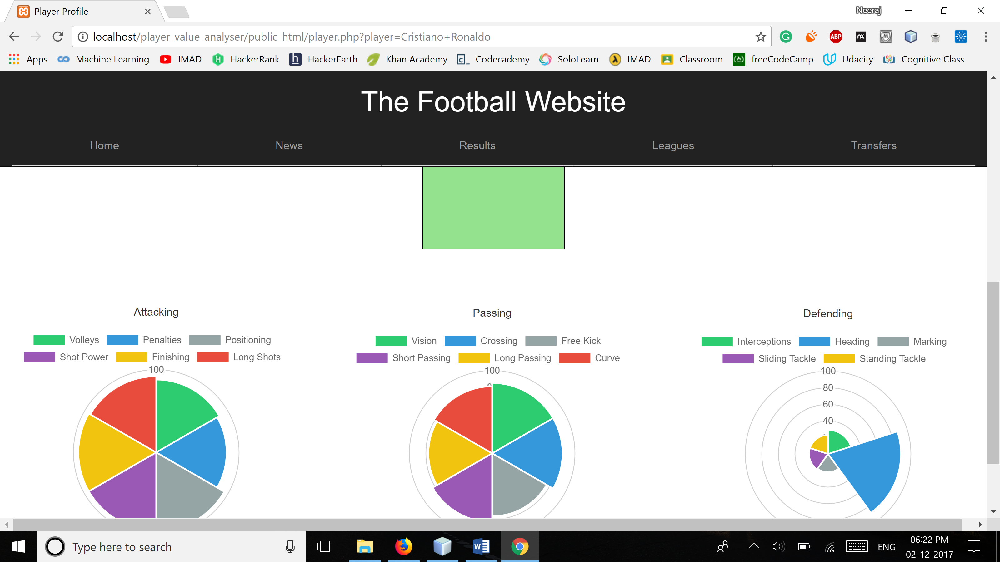 Player Profile
Neeraj
localhost/player_value_analyser/public_html/player.php?player=Cristiano+Ronaldo
ABP
Apps Machine Learning IMAD HackerRank HackerEarth Khan Academy Codecademy SoloLearn IMAD Classroom freeCodeCamp Udacity Cognitive Class
The Football Website
Home News Results Leagues Transfers
Attacking
Volleys Penalties Positioning
Shot Power Finishing Long Shots
100
Passing
Vision Crossing Free Kick
Short Passing Long Passing Curve
100
Defending
Interceptions Heading Marking
Sliding Tackle Standing Tackle
100
80
60
40
Type here to search
ENG
06:22 PM
02-12-2017